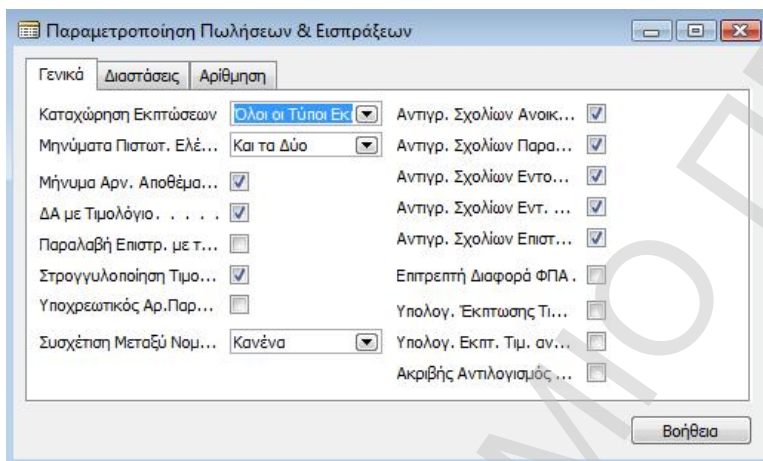 Παραμετροποίηση Πωλήσεων & Εισπράξεων
Γενικά Διαστάσεις Αρίθμηση
Καταχώρηση Εκπτώσεων Όλοι οι Τύποι Εκ
Μηνύματα Πιστωτ. Ελέ... Και τα Δύο
Μήνυμα Αρν. Αποθέμα...
ΔΑ με Τιμολόγιο. . . . .
Παραλαβή Επιστρ. με τ...
Στρογγυλοποίηση Τιμο...
Υποχρεωτικός Αρ.Παρ...
Συσχέτιση Μεταξύ Νομ... Κανένα
Αντιγρ. Σχολίων Ανοικ...
Αντιγρ. Σχολίων Παρα...
Αντιγρ. Σχολίων Εντο...
Αντιγρ. Σχολίων Εντ. ...
Αντιγρ. Σχολίων Επιστ...
Επιτρεπτή Διαφορά ΦΠΑ .
Υπολογ. Έκπτωσης Τι...
Υπολογ. Εκπτ. Τιμ. αν...
Ακριβής Αντιλογισμός ...
Βοήθεια